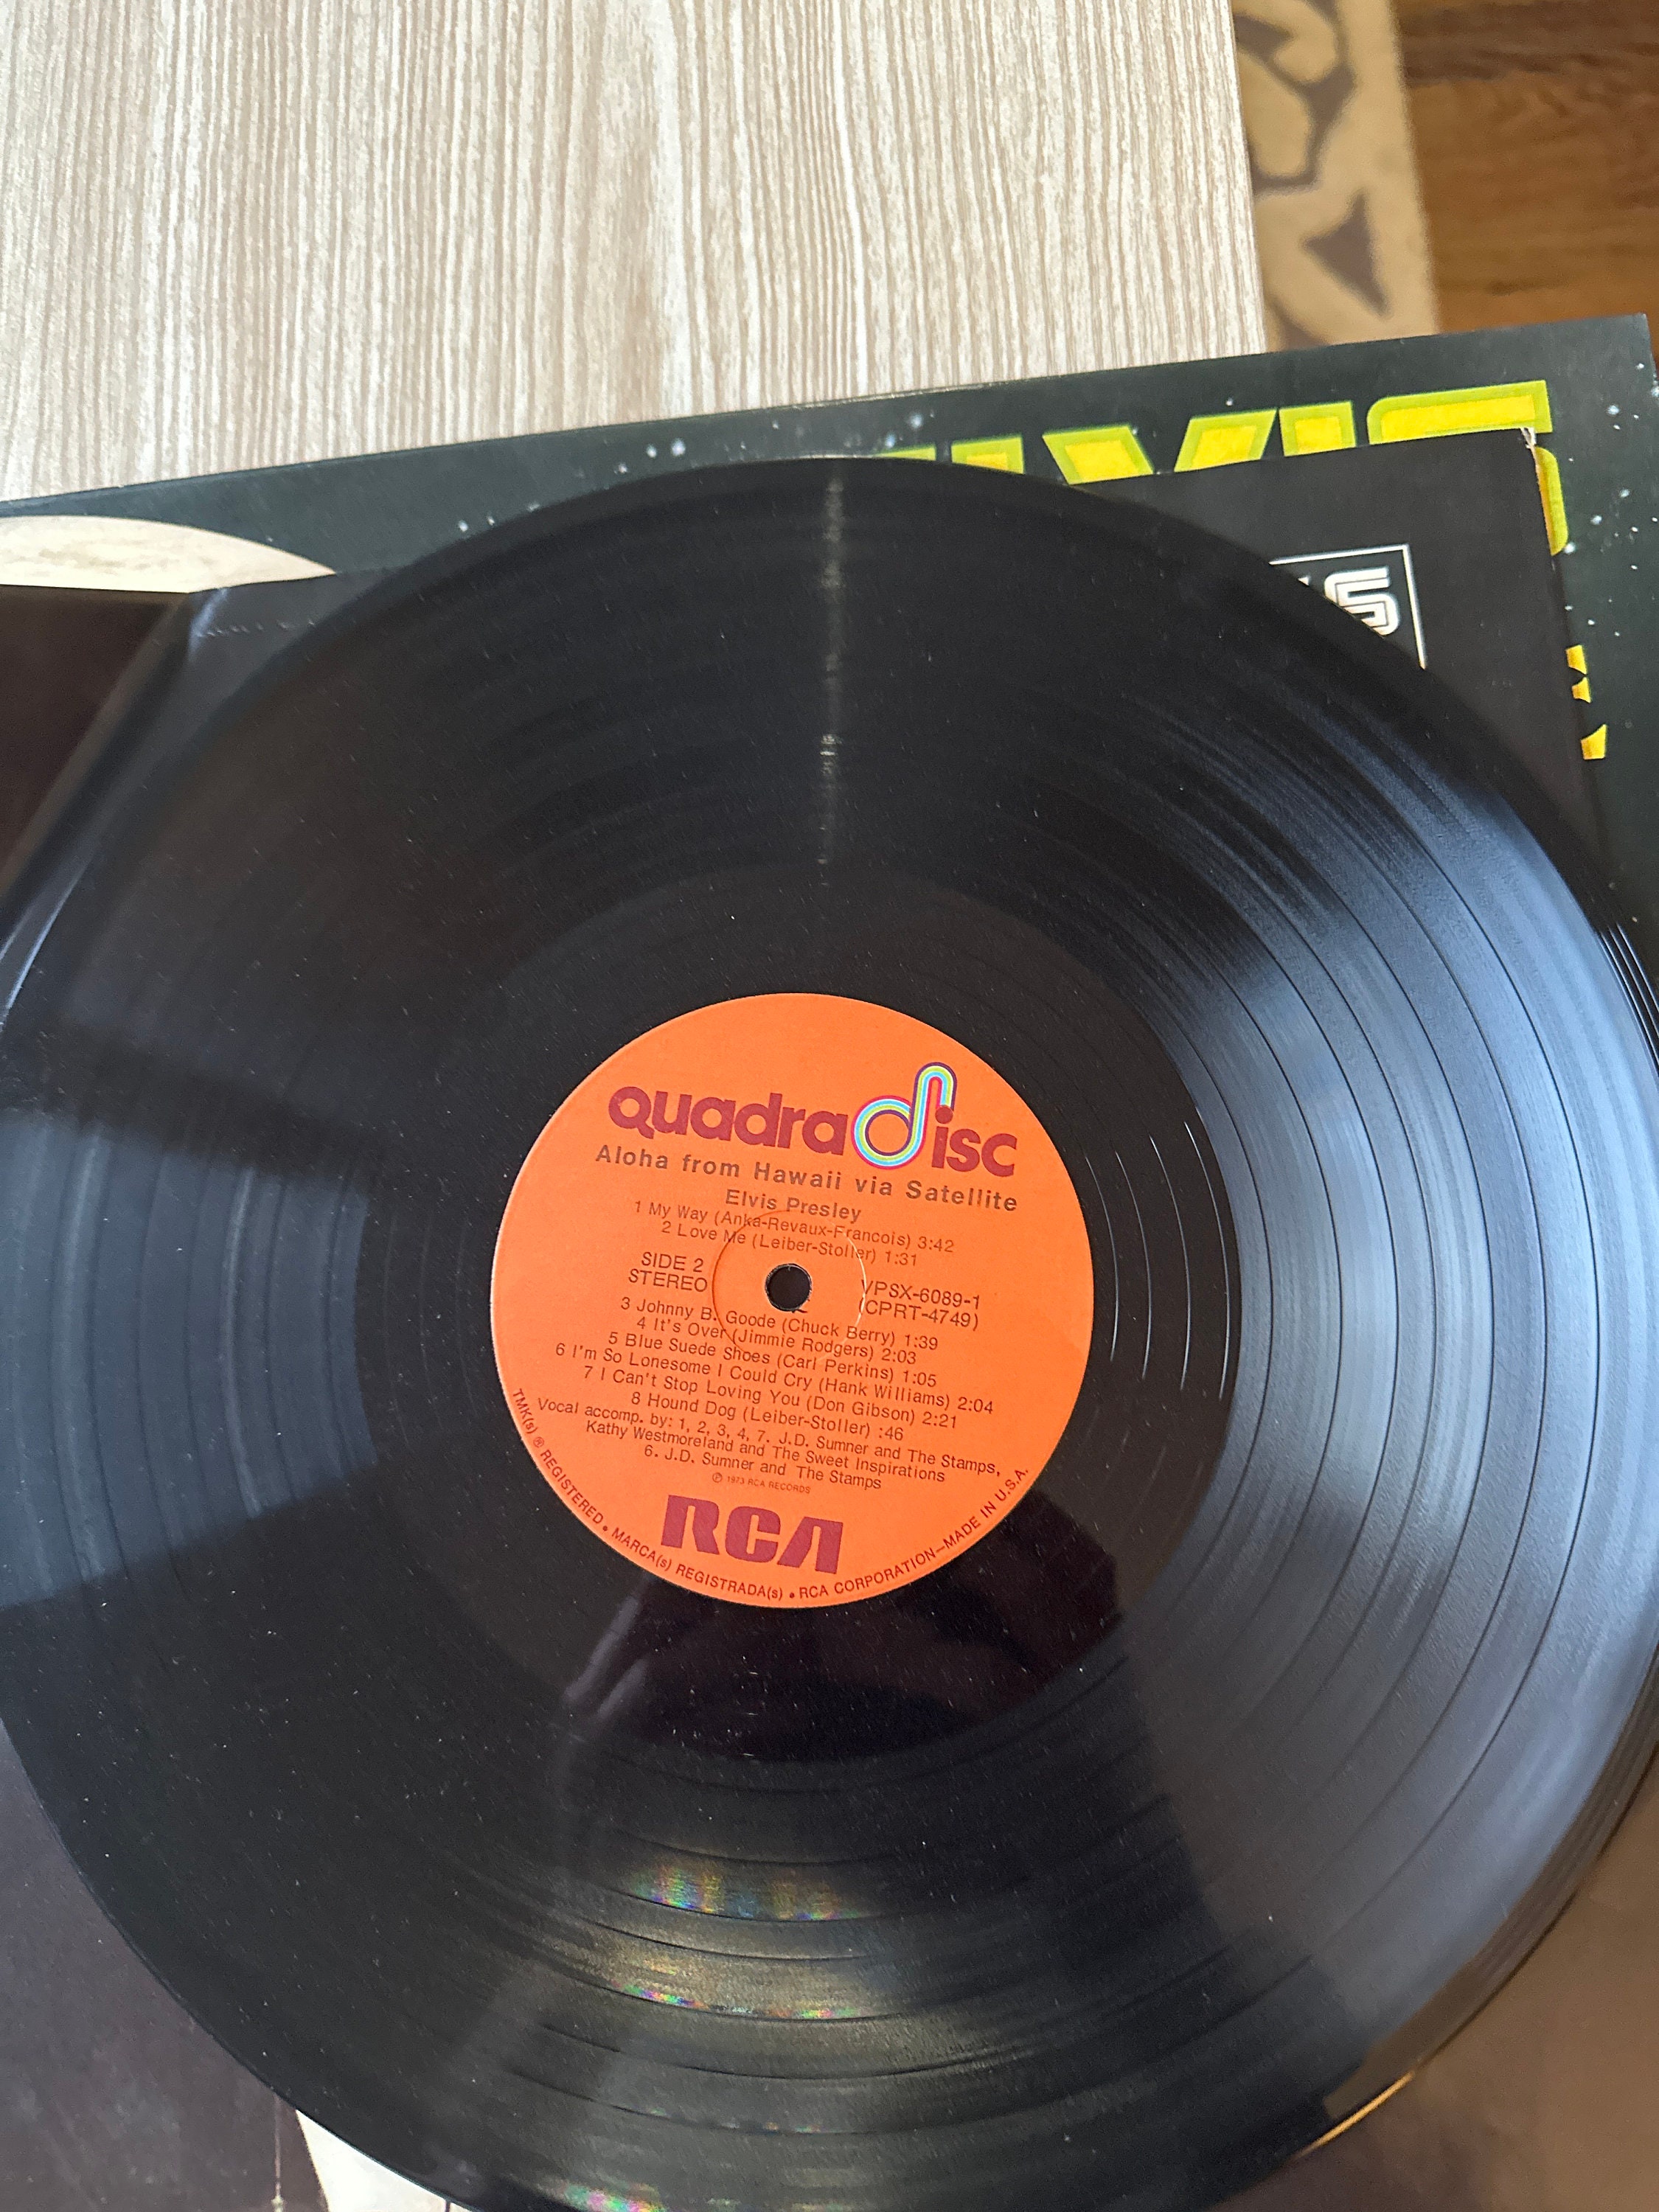 quadradisc
Aloha from Hawaii via Satellite
Elvis Presley
1 My Way (Anka-Revaux-Francois) 3:42
2 Love Me (Leiber-Stoller) 1:31
SIDE 2
STEREO
VPSX-6089-1
(CPRT-4749)
3 Johnny B. Goode (Chuck Berry) 1:39
4 It's Over (Jimmie Rodgers) 2:03
5 Blue Suede Shoes (Carl Perkins) 1:05
6 I'm So Lonesome I Could Cry (Hank Williams) 2:04
7 I Can't Stop Loving You (Don Gibson) 2:21
8 Hound Dog (Leiber-Stoller) :46
Vocal accomp. by: 1, 2, 3, 4, 7. J.D. Sumner and The Stamps,
Kathy Westmoreland and The Sweet Inspirations
6. J.D. Sumner and The Stamps
℗ 1973 RCA RECORDS
RCA
TMK(s) ® REGISTERED • MARCA(s) REGISTRADA(s) • RCA CORPORATION—MADE IN U.S.A.